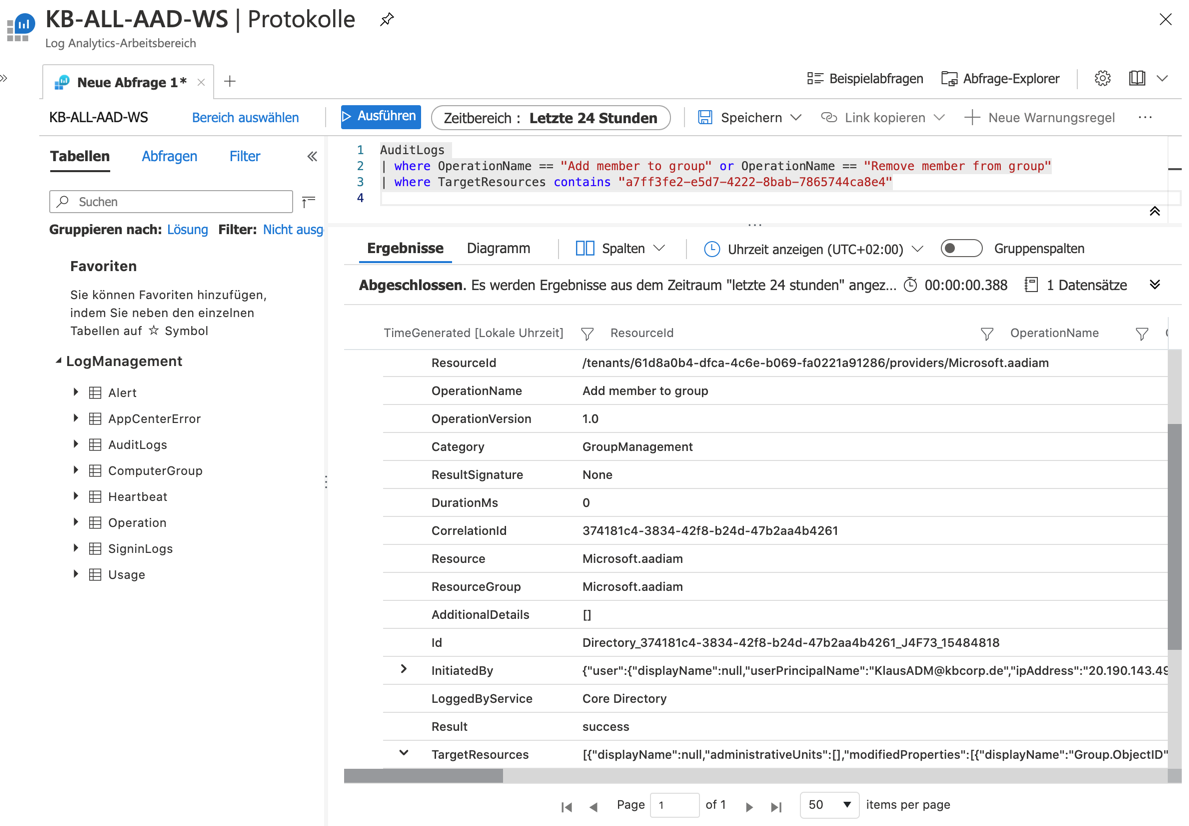 KB-ALL-AAD-WS | Protokolle
Log Analytics-Arbeitsbereich
Neue Abfrage 1*
Beispielabfragen
Abfrage-Explorer
KB-ALL-AAD-WS
Bereich auswählen
Ausführen
Zeitbereich : Letzte 24 Stunden
Speichern
Link kopieren
Neue Warnungsregel
Tabellen
Abfragen
Filter
Suchen
Gruppieren nach: Lösung Filter: Nicht ausg
Favoriten
Sie können Favoriten hinzufügen,
indem Sie neben den einzelnen
Tabellen auf ☆ Symbol
LogManagement
Alert
AppCenterError
AuditLogs
ComputerGroup
Heartbeat
Operation
SigninLogs
Usage
1 AuditLogs
2 | where OperationName == "Add member to group" or OperationName == "Remove member from group"
3 | where TargetResources contains "a7ff3fe2-e5d7-4222-8bab-7865744ca8e4"
4
Ergebnisse
Diagramm
Spalten
Uhrzeit anzeigen (UTC+02:00)
Gruppenspalten
Abgeschlossen. Es werden Ergebnisse aus dem Zeitraum "letzte 24 stunden" angez...
00:00:00.388
1 Datensätze
TimeGenerated [Lokale Uhrzeit]
ResourceId
OperationName
ResourceId /tenants/61d8a0b4-dfca-4c6e-b069-fa0221a91286/providers/Microsoft.aadiam
OperationName Add member to group
OperationVersion 1.0
Category GroupManagement
ResultSignature None
DurationMs 0
CorrelationId 374181c4-3834-42f8-b24d-47b2aa4b4261
Resource Microsoft.aadiam
ResourceGroup Microsoft.aadiam
AdditionalDetails []
Id Directory_374181c4-3834-42f8-b24d-47b2aa4b4261_J4F73_15484818
InitiatedBy {"user":{"displayName":null,"userPrincipalName":"KlausADM@kbcorp.de","ipAddress":"20.190.143.49
LoggedByService Core Directory
Result success
TargetResources [{"displayName":null,"administrativeUnits":[],"modifiedProperties":[{"displayName":"Group.ObjectID"
Page 1 of 1
50 items per page